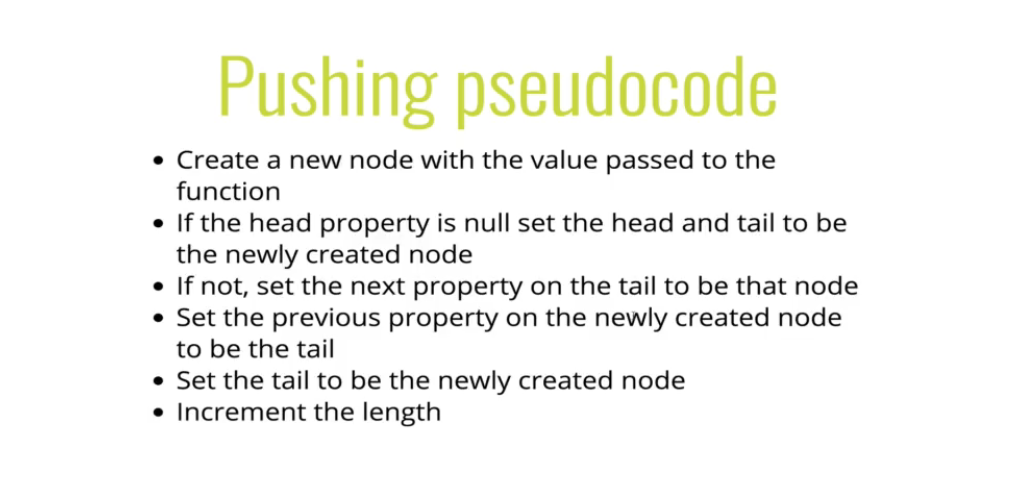 Pushing pseudocode
• Create a new node with the value passed to the
function
• If the head property is null set the head and tail to be
the newly created node
• If not, set the next property on the tail to be that node
• Set the previous property on the newly created node
to be the tail
• Set the tail to be the newly created node
• Increment the length